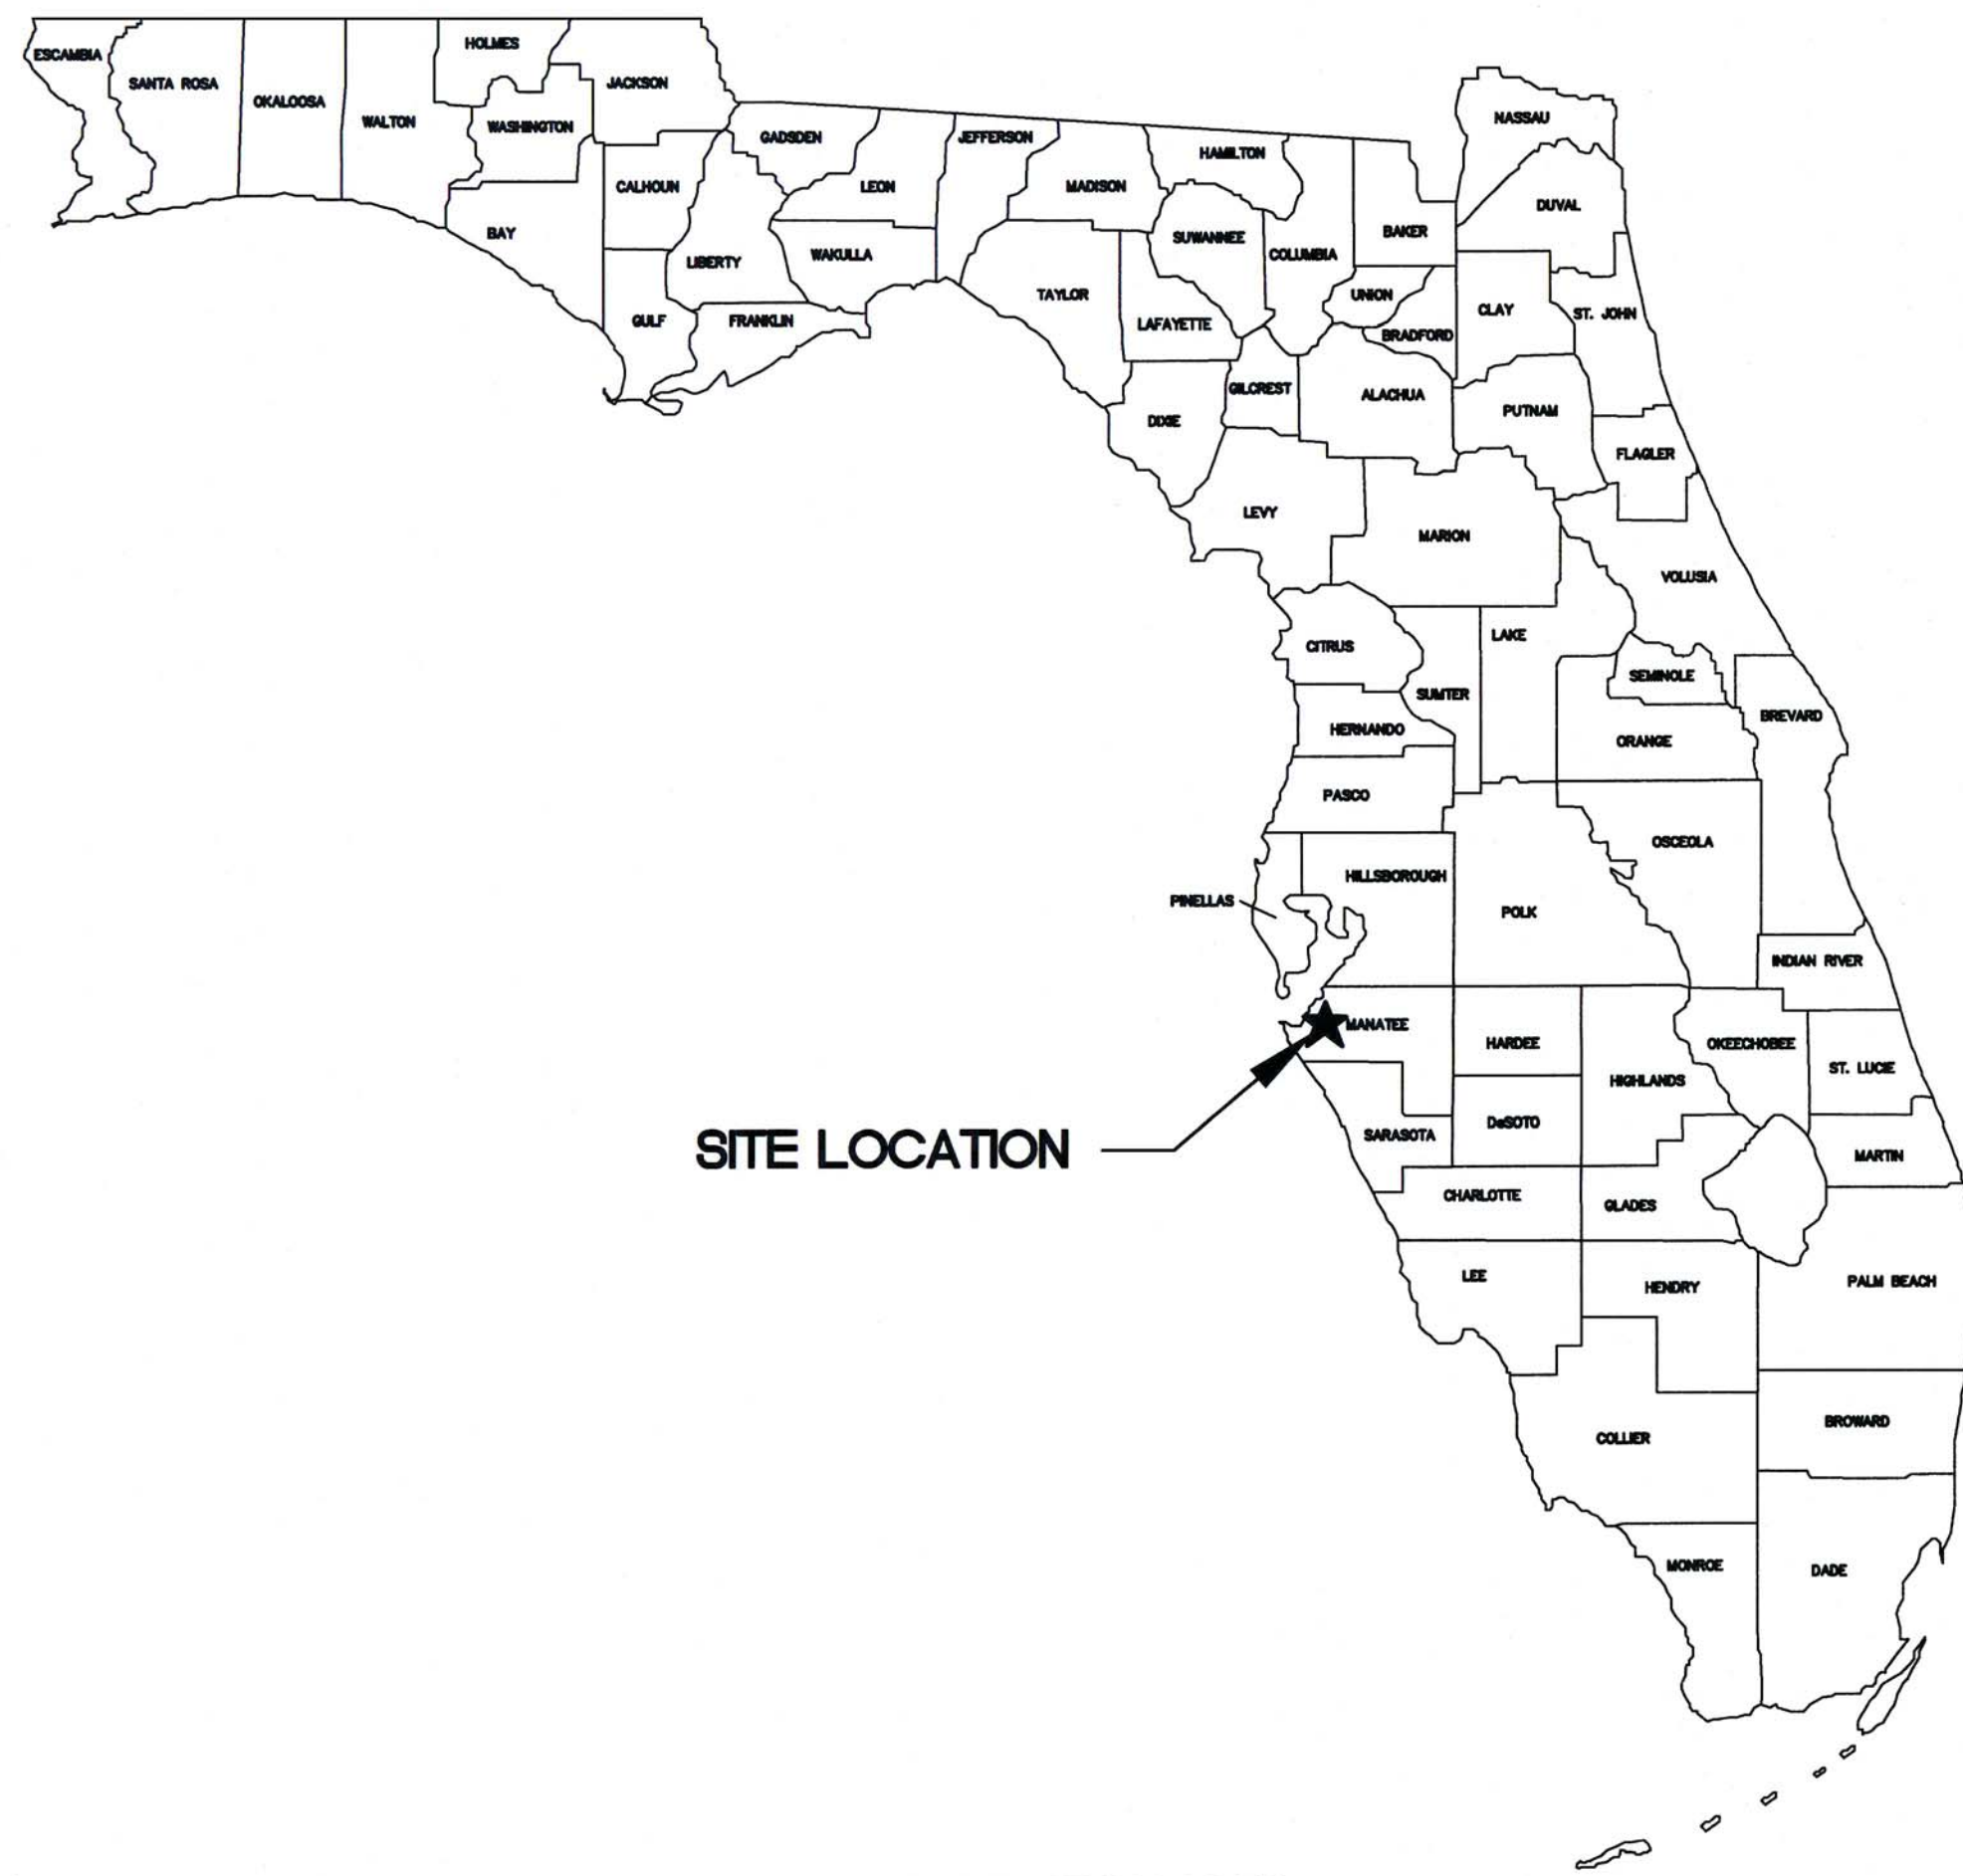 ESCAMBIA
SANTA ROSA
OKALOOSA
WALTON
HOLMES
WASHINGTON
JACKSON
BAY
CALHOUN
GULF
LIBERTY
GADSDEN
FRANKLIN
LEON
WAKULLA
JEFFERSON
MADISON
TAYLOR
HAMILTON
SUWANNEE
LAFAYETTE
COLUMBIA
BAKER
NASSAU
DUVAL
UNION
BRADFORD
CLAY
ST. JOHN
DIXIE
GILCREST
ALACHUA
PUTNAM
FLAGLER
LEVY
MARION
VOLUSIA
CITRUS
SUMTER
LAKE
SEMINOLE
HERNANDO
ORANGE
BREVARD
PASCO
OSCEOLA
PINELLAS
HILLSBOROUGH
POLK
INDIAN RIVER
MANATEE
HARDEE
HIGHLANDS
OKEECHOBEE
ST. LUCIE
SITE LOCATION
SARASOTA
DeSOTO
MARTIN
CHARLOTTE
GLADES
LEE
HENDRY
PALM BEACH
COLLIER
BROWARD
MONROE
DADE